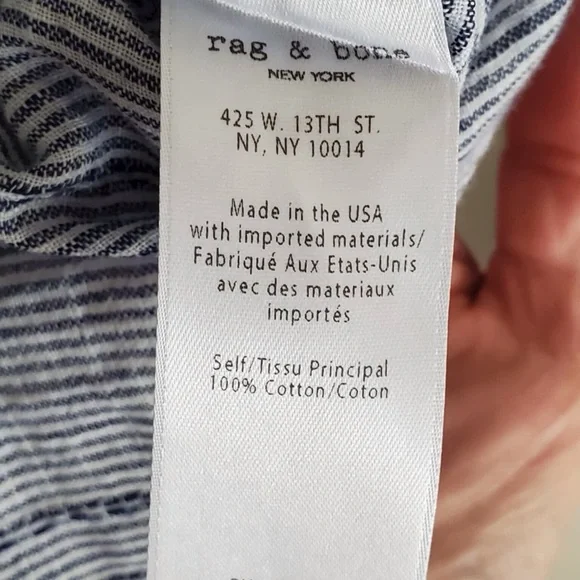 rag & bone
NEW YORK
425 W. 13TH ST.
NY, NY 10014
Made in the USA
with imported materials/
Fabriqué Aux Etats-Unis
avec des materiaux
importés
Self/Tissu Principal
100% Cotton/Coton